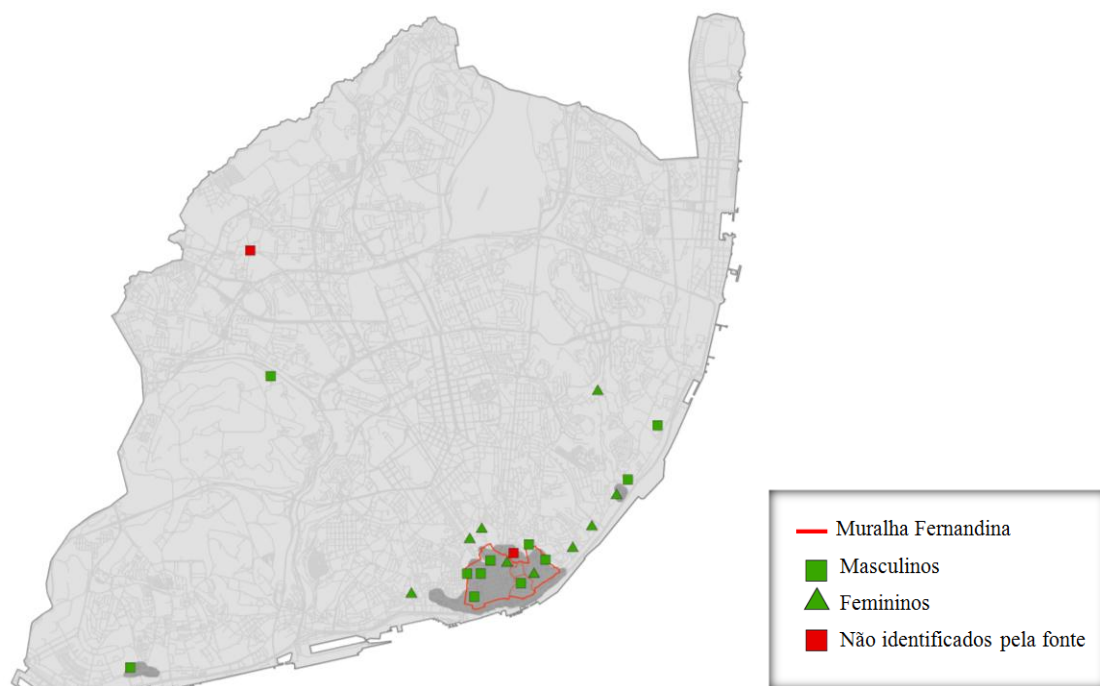 Muralha Fernandina
Masculinos
Femininos
Não identificados pela fonte